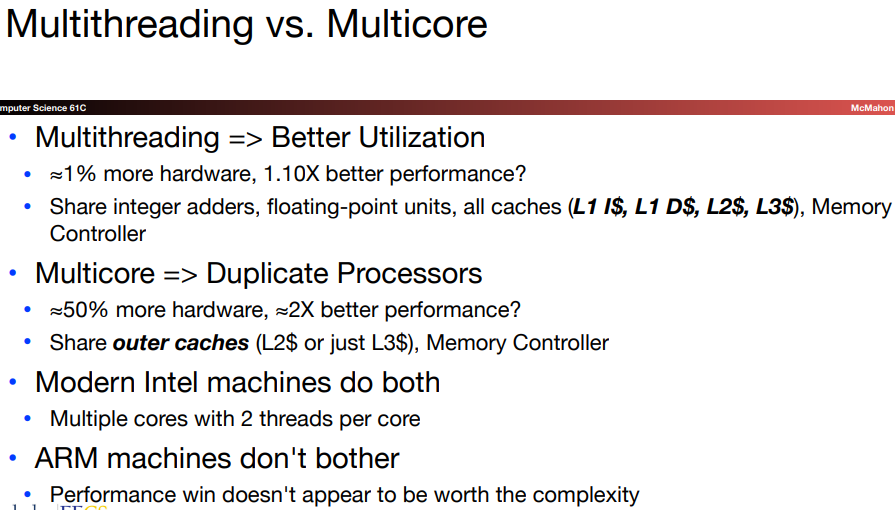 Multithreading vs. Multicore
mputer Science 61C
McMahon
• Multithreading => Better Utilization
• ≈1% more hardware, 1.10X better performance?
• Share integer adders, floating-point units, all caches (L1 I$, L1 D$, L2$, L3$), Memory
Controller
• Multicore => Duplicate Processors
• ≈50% more hardware, ≈2X better performance?
• Share outer caches (L2$ or just L3$), Memory Controller
• Modern Intel machines do both
• Multiple cores with 2 threads per core
• ARM machines don't bother
• Performance win doesn't appear to be worth the complexity